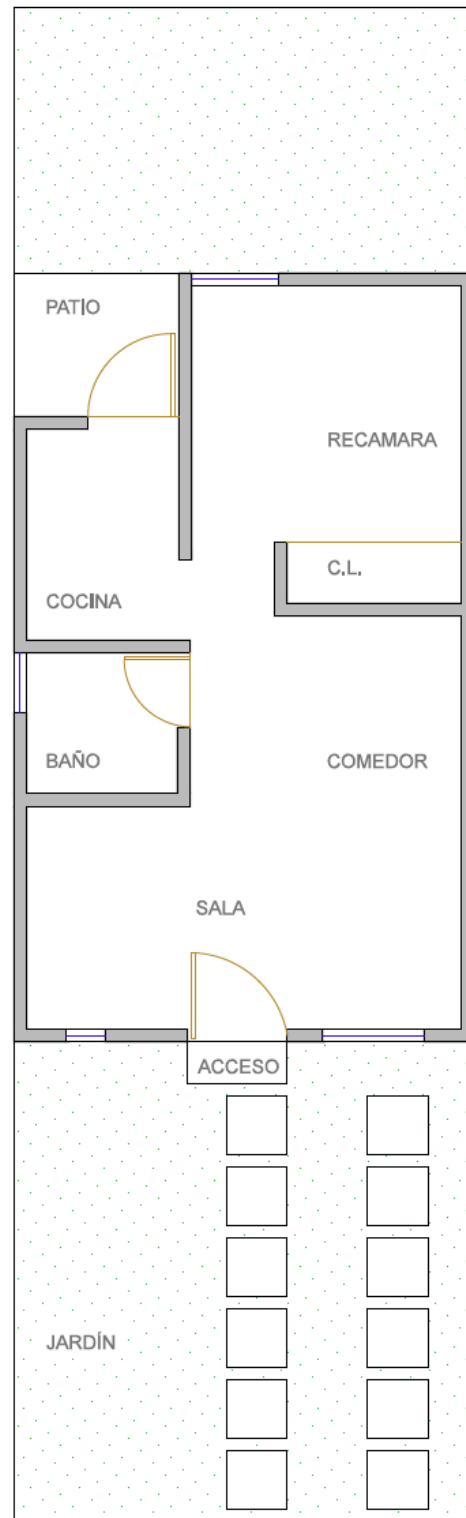 PATIO
RECAMARA
C.L.
COCINA
BAÑO
COMEDOR
SALA
ACCESO
JARDÍN